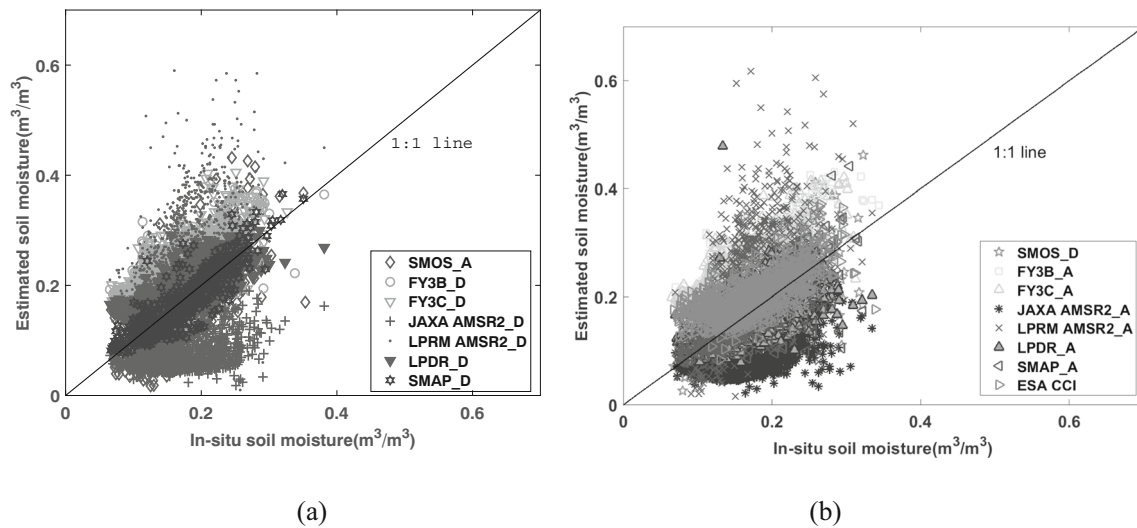 0.6
0.4
0.2
0
0
0.2
0.4
0.6
Estimated soil moisture(m³/m³)
In-situ soil moisture(m³/m³)
1:1 line
SMOS_A
FY3B_D
FY3C_D
JAXA AMSR2_D
LPRM AMSR2_D
LPDR_D
SMAP_D
(a)
0.6
0.4
0.2
0
0
0.2
0.4
0.6
Estimated soil moisture(m³/m³)
In-situ soil moisture(m³/m³)
1:1 line
SMOS_D
FY3B_A
FY3C_A
JAXA AMSR2_A
LPRM AMSR2_A
LPDR_A
SMAP_A
ESA CCI
(b)